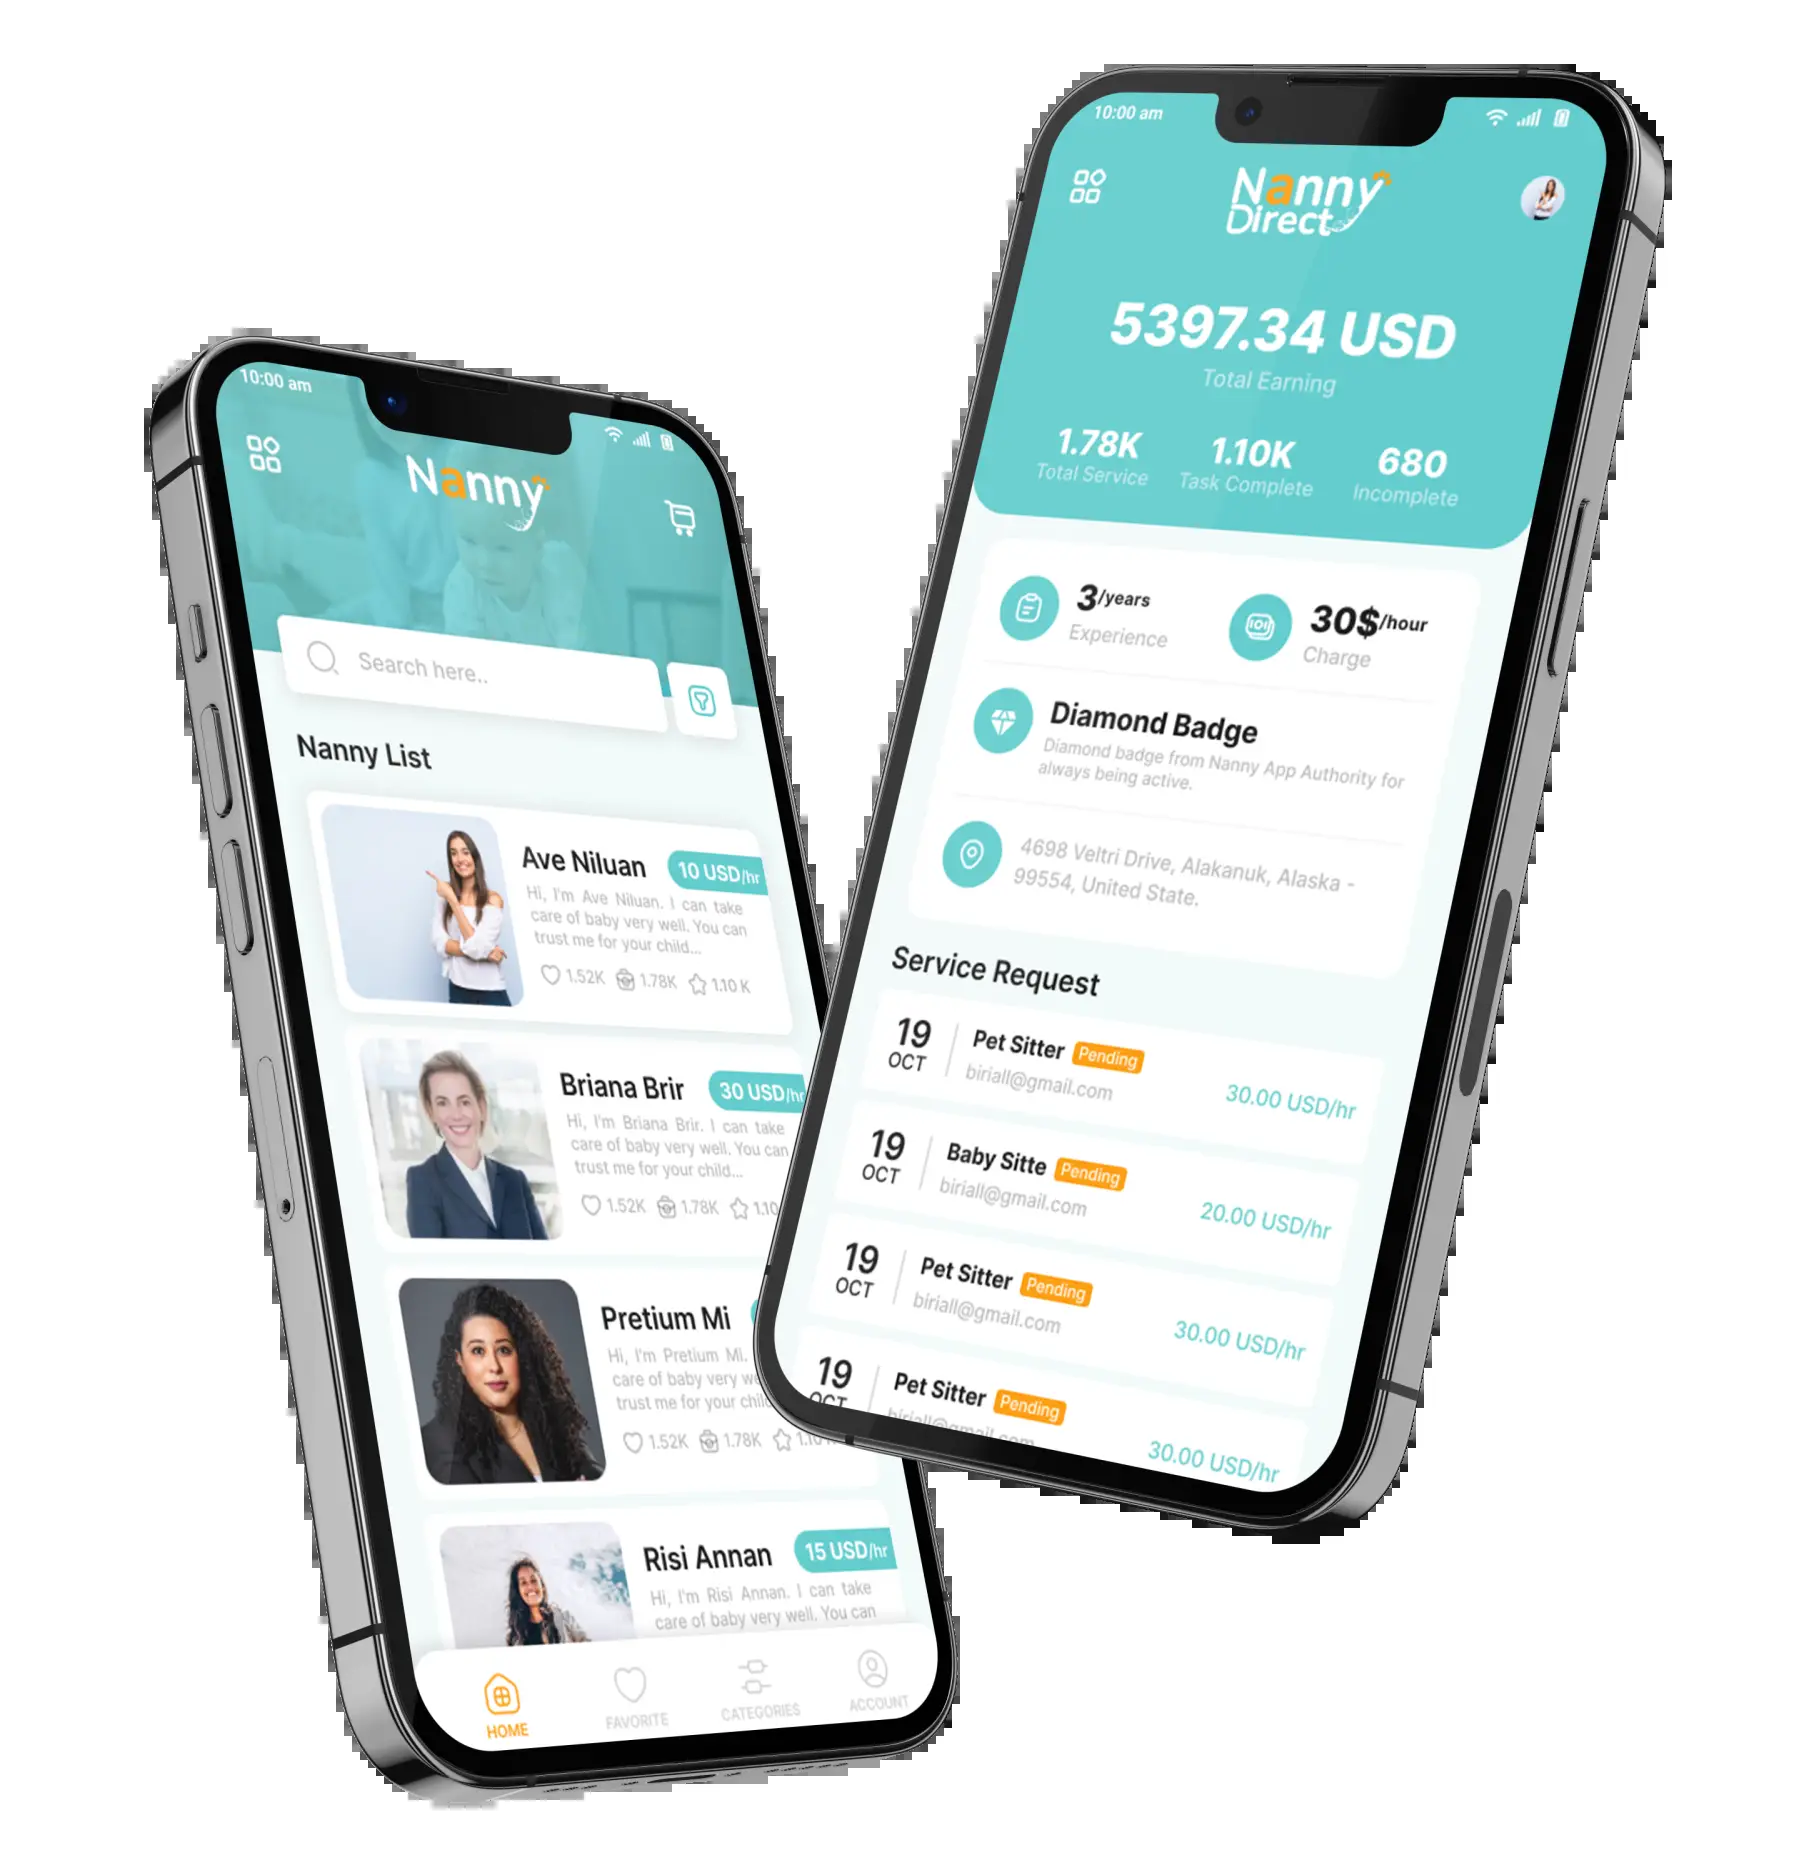 10:00 am
Nanny
Search here..
Nanny List
Ave Niluan
10 USD/hr
Hi, I'm Ave Niluan. I can take
care of baby very well. You can
trust me for your child...
1.52K 1.78K 1.10 K
Briana Brir
30 USD/hr
Hi, I'm Briana Brir. I can take
care of baby very well. You can
trust me for your child...
1.52K 1.78K 1.10
Pretium Mi
Hi, I'm Pretium Mi.
care of baby very
trust me for your
1.52K 1.78K
Risi Annan
15 USD/hr
Hi, I'm Risi Annan. I can take
care of baby very well. You can
HOME
FAVORITE
CATEGORIES
ACCOUNT
10:00 am
Nanny
Direct
5397.34 USD
Total Earning
1.78K
Total Service
1.10K
Task Complete
680
Incomplete
3/years
Experience
30$/hour
Charge
Diamond Badge
Diamond badge from Nanny App Authority for
always being active.
4698 Veltri Drive, Alakanuk, Alaska -
99554, United State.
Service Request
19
OCT
Pet Sitter Pending
biriall@gmail.com
30.00 USD/hr
19
OCT
Baby Sitte Pending
biriall@gmail.com
20.00 USD/hr
19
OCT
Pet Sitter Pending
biriall@gmail.com
30.00 USD/hr
19
OCT
Pet Sitter Pending
biriall@gmail.com
30.00 USD/hr